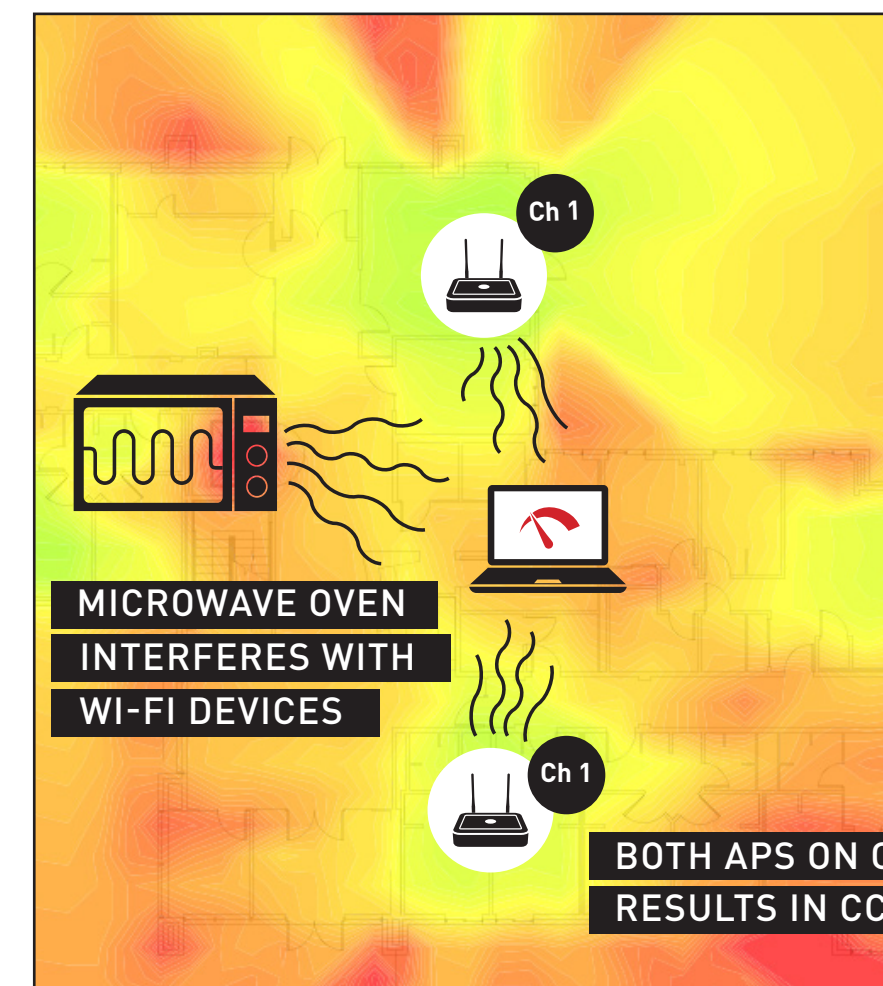 Ch 1
MICROWAVE OVEN
INTERFERES WITH
WI-FI DEVICES
Ch 1
BOTH APS ON
RESULTS IN